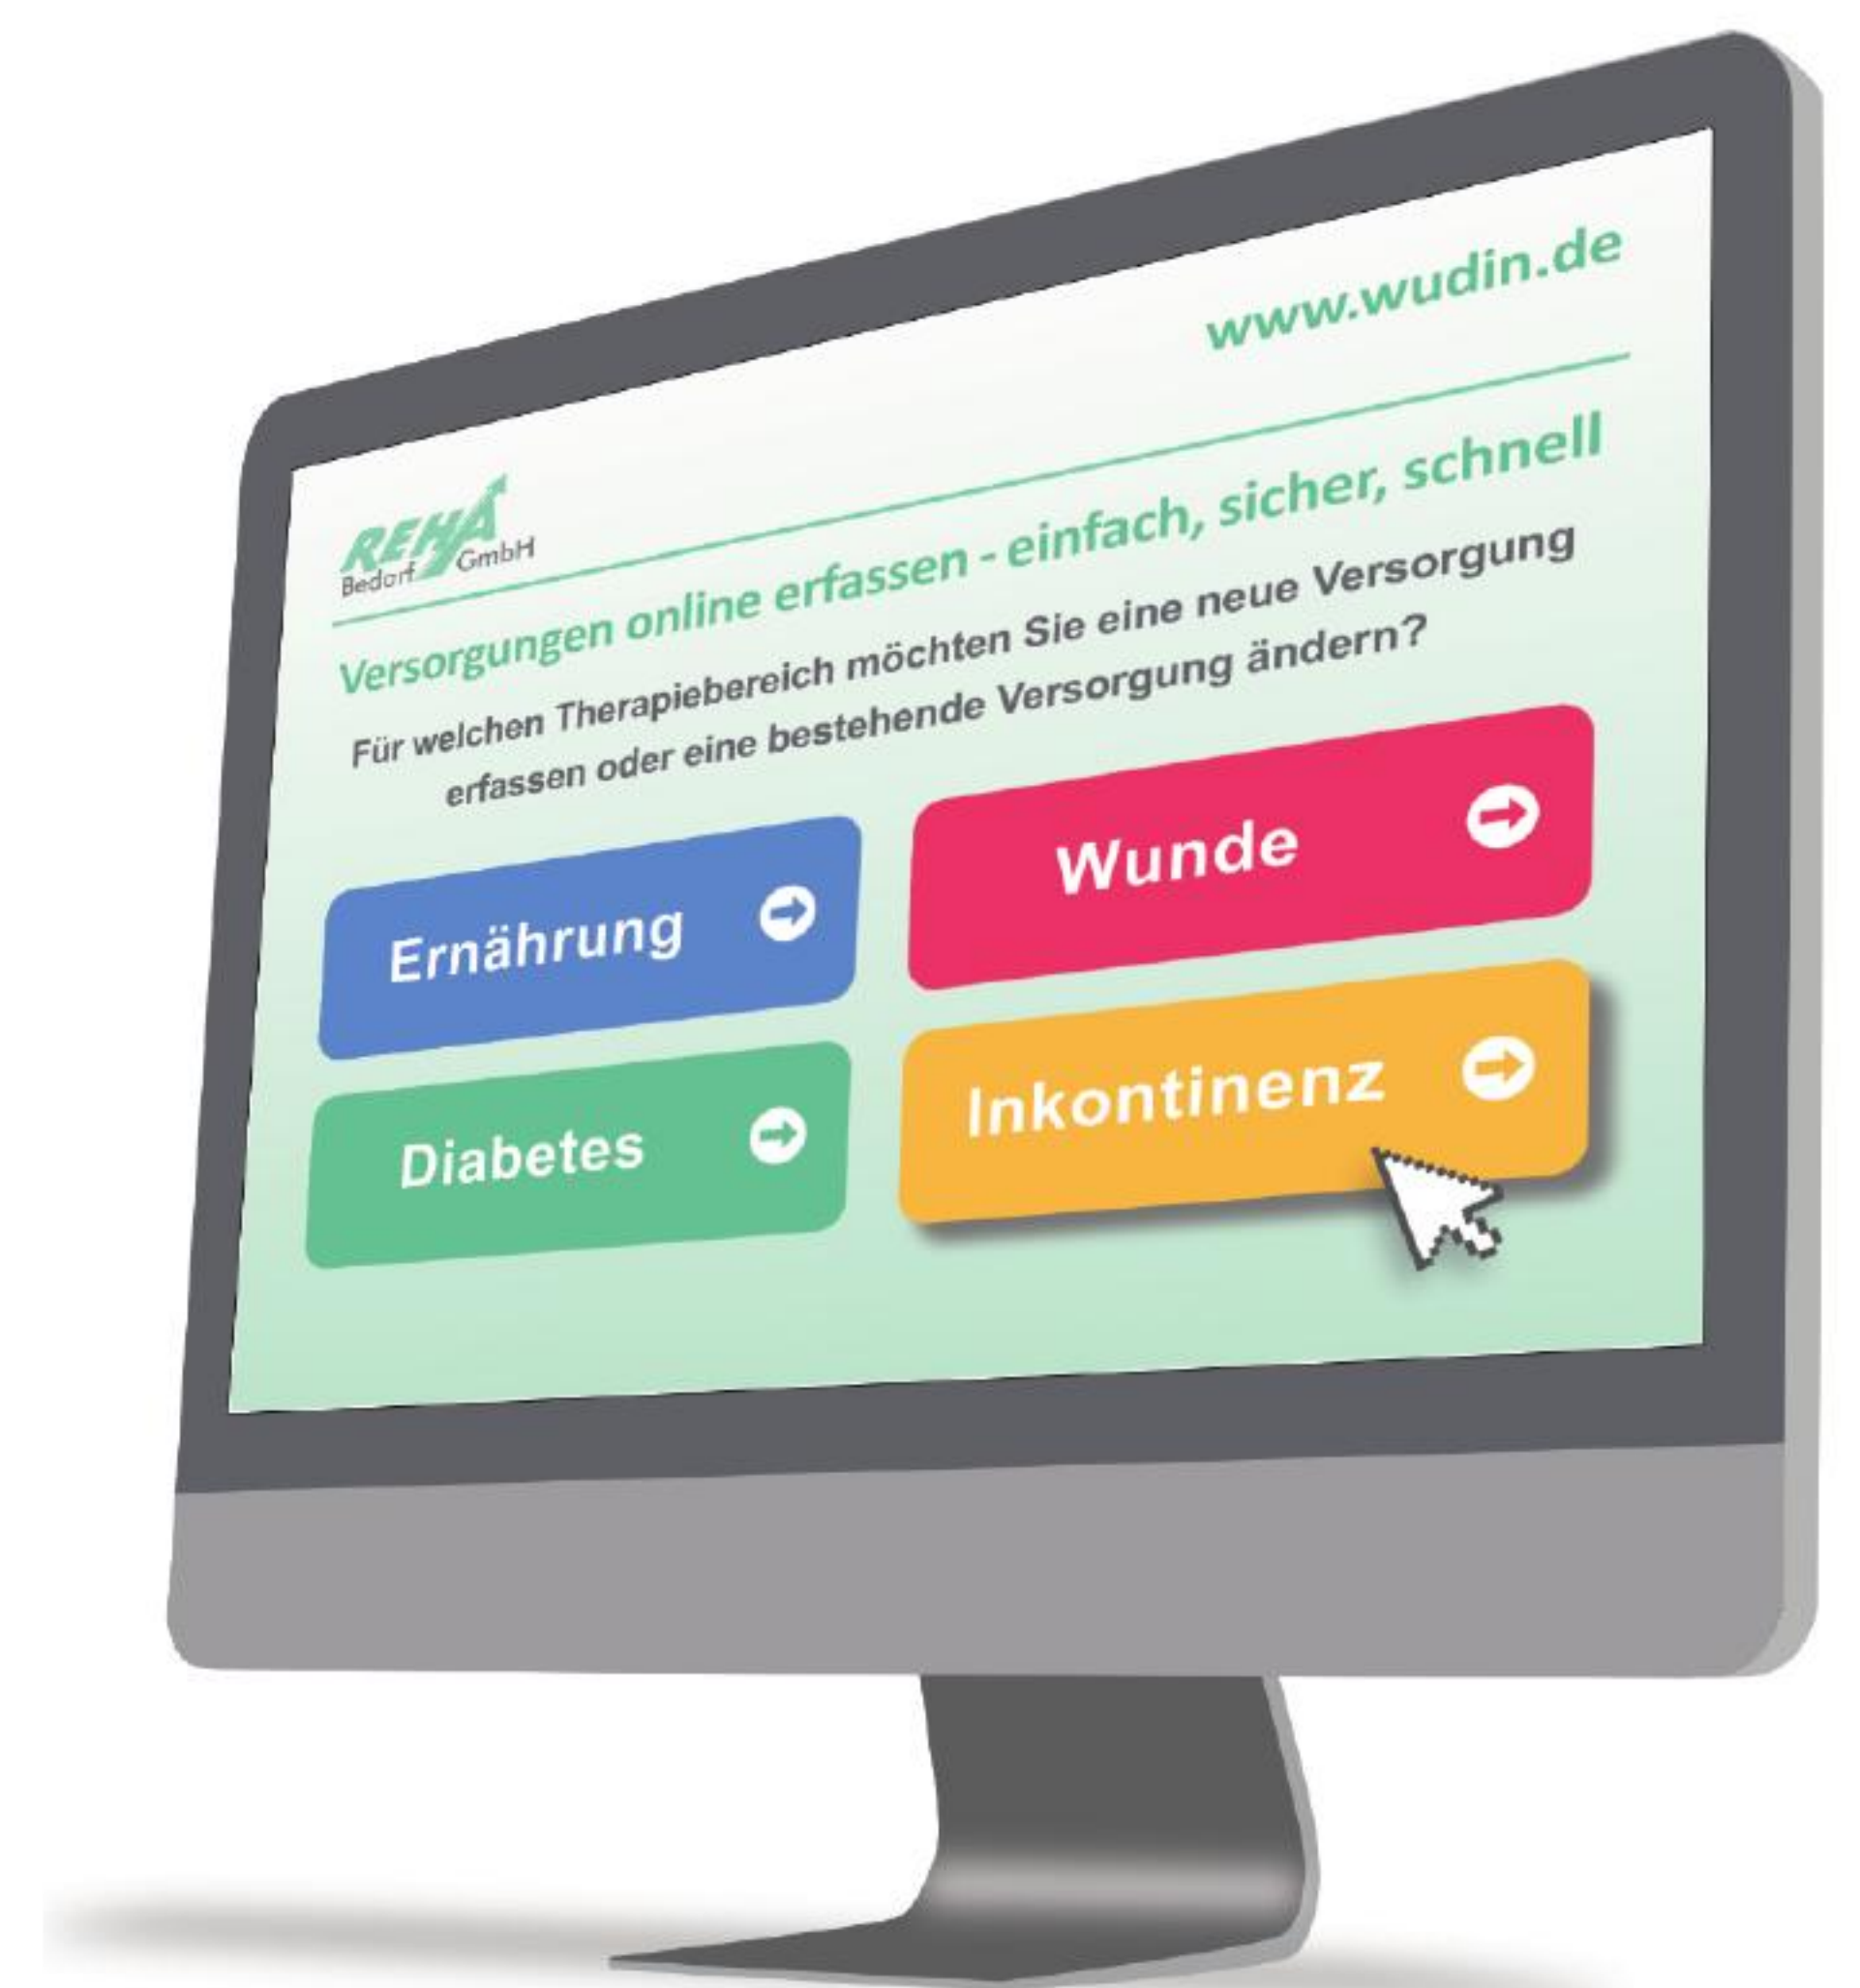 www.wudin.de
REHA
Bedarf GmbH
Versorgungen online erfassen - einfach, sicher, schnell
Für welchen Therapiebereich möchten Sie eine neue Versorgung
erfassen oder eine bestehende Versorgung ändern?
Ernährung
Wunde
Diabetes
Inkontinenz